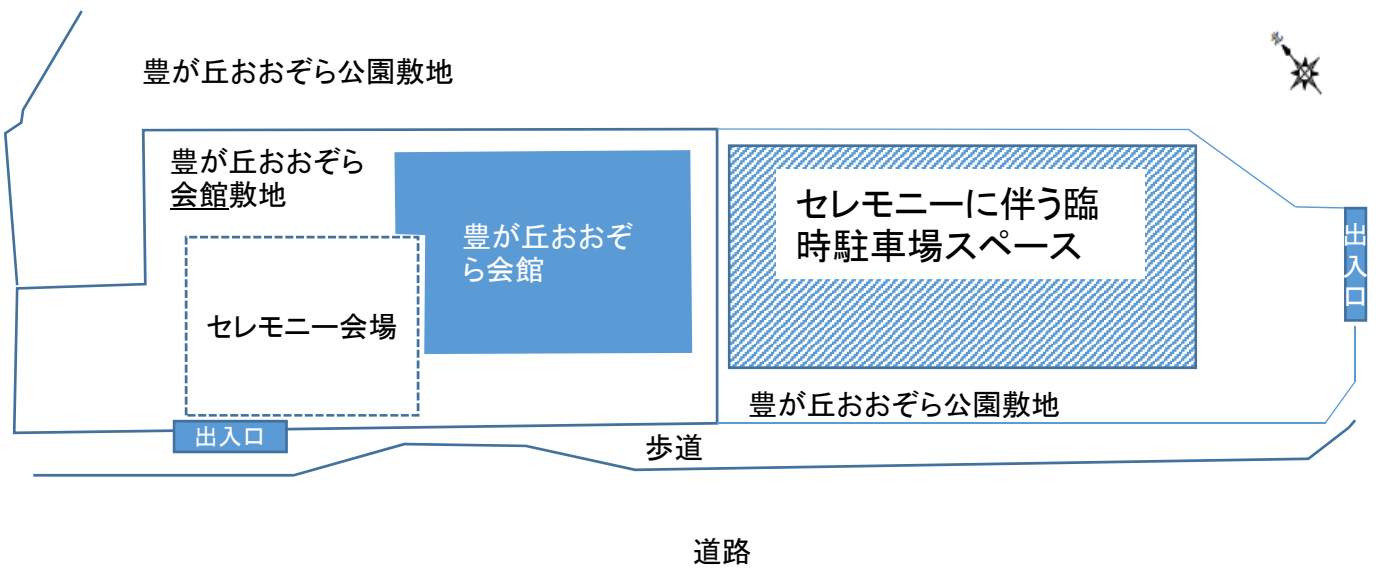 豊が丘おおぞら公園敷地
北
豊が丘おおぞら
会館敷地
豊が丘おおぞ
ら会館
セレモニーに伴う臨
時駐車場スペース
出入口
セレモニー会場
豊が丘おおぞら公園敷地
出入口
歩道
道路